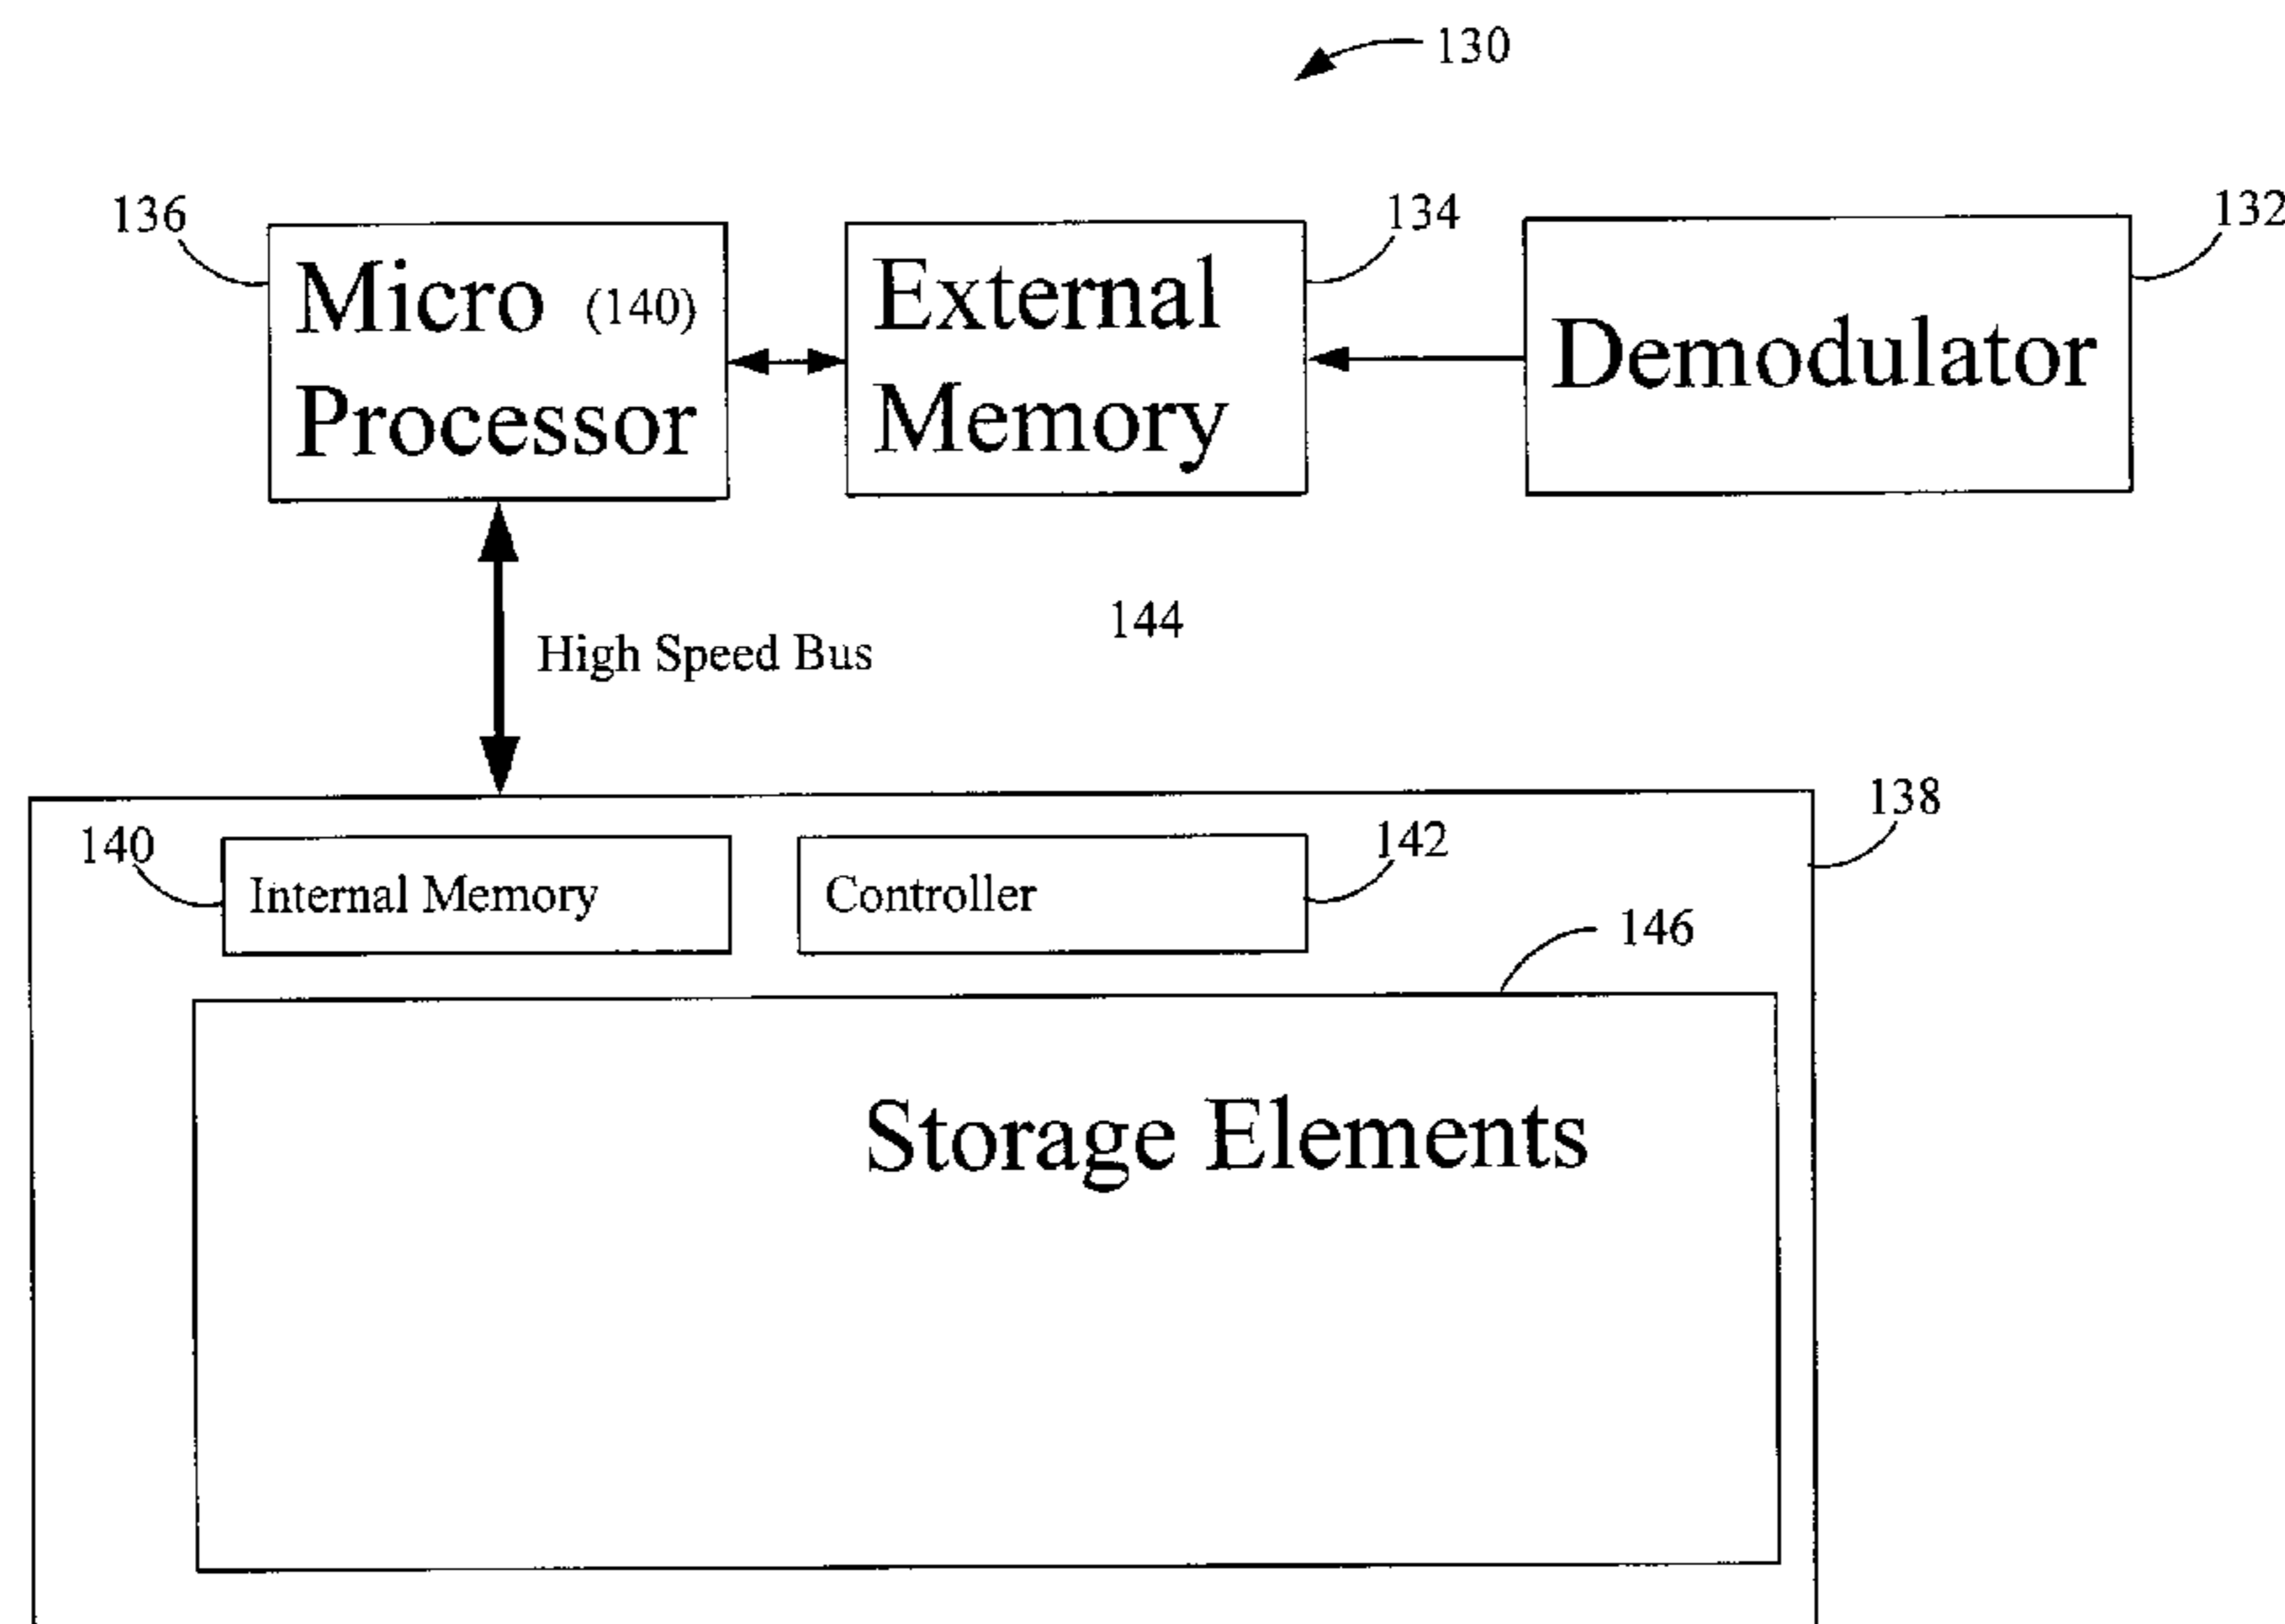 130
136
134
132
Micro (140)
Processor
External
Memory
Demodulator
144
High Speed Bus
138
140
142
Internal Memory
Controller
146
Storage Elements